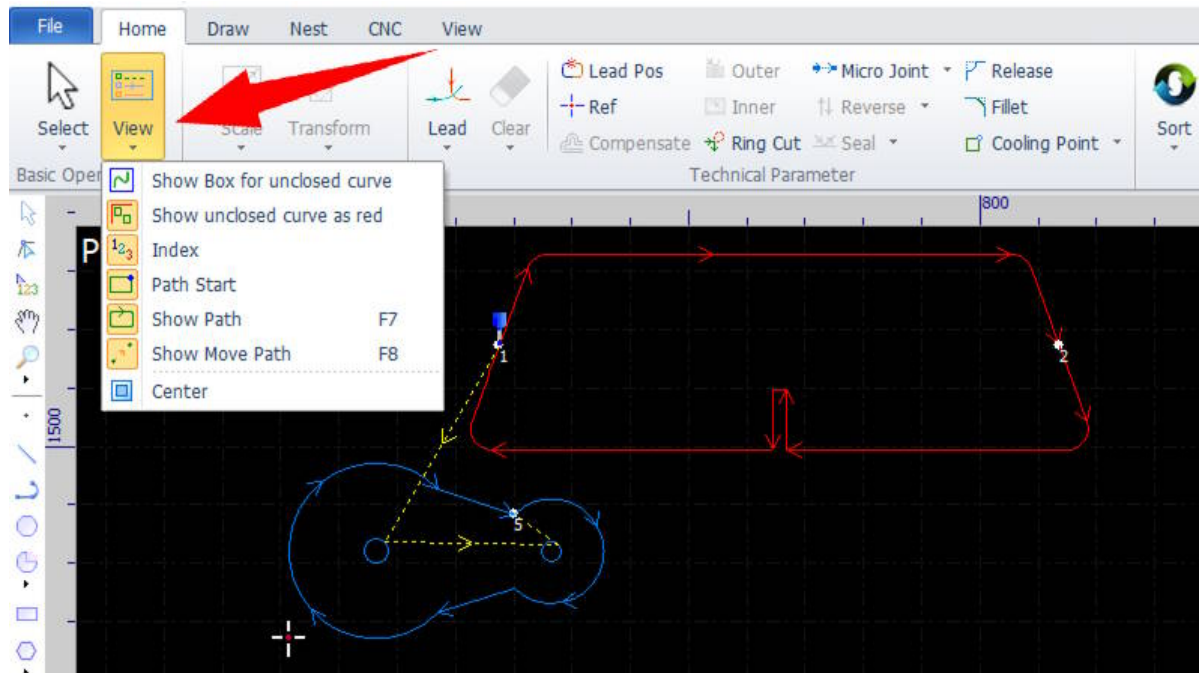 File Home Draw Nest CNC View
Lead Pos Outer Micro Joint Release
Ref Inner Reverse Fillet
Select View Scale Transform Lead Clear Sort
Compensate Ring Cut Seal Cooling Point
Basic Oper Technical Parameter
Show Box for unclosed curve
Show unclosed curve as red
800
P
Index
123
Path Start
Show Path F7
Show Move Path F8
1
2
Center
1500
5